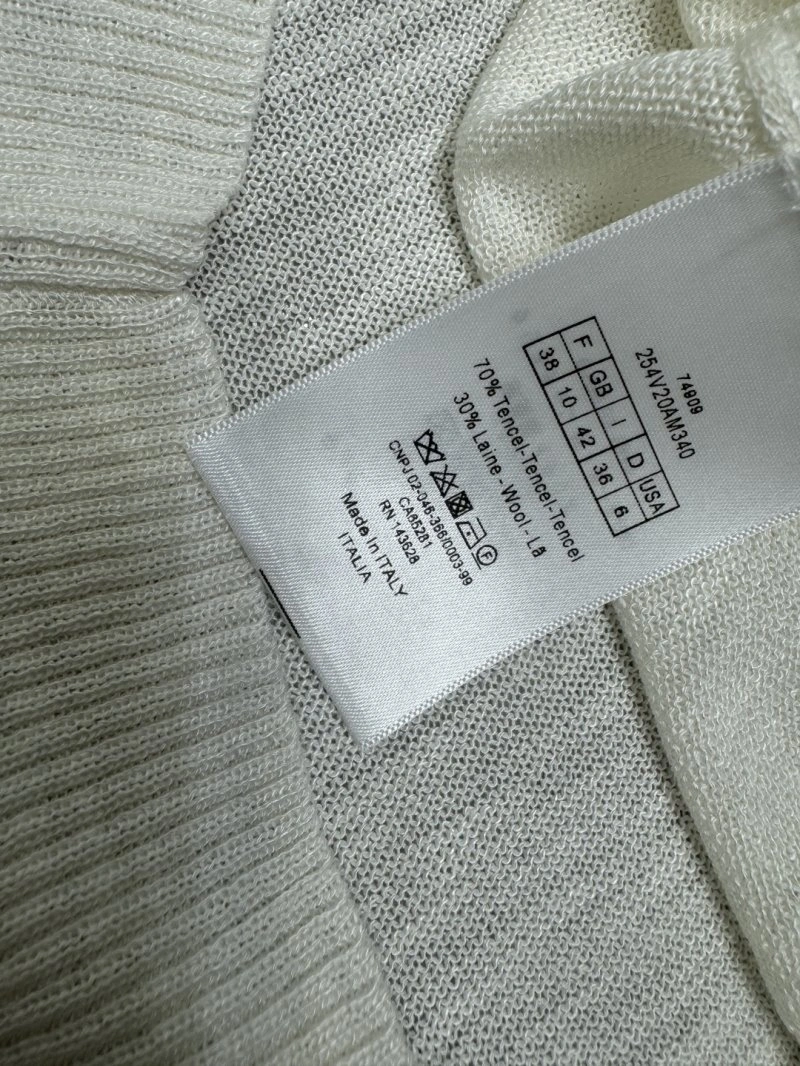 74909
254V20AM340
F GB I D USA
38 10 42 36 6
70% Tencel-Tencel-Tencel
30% Laine - Wool - Lã
CNPJ 02-046-366/0003-99
CA65281
RN 143628
Made In ITALY
ITALIA